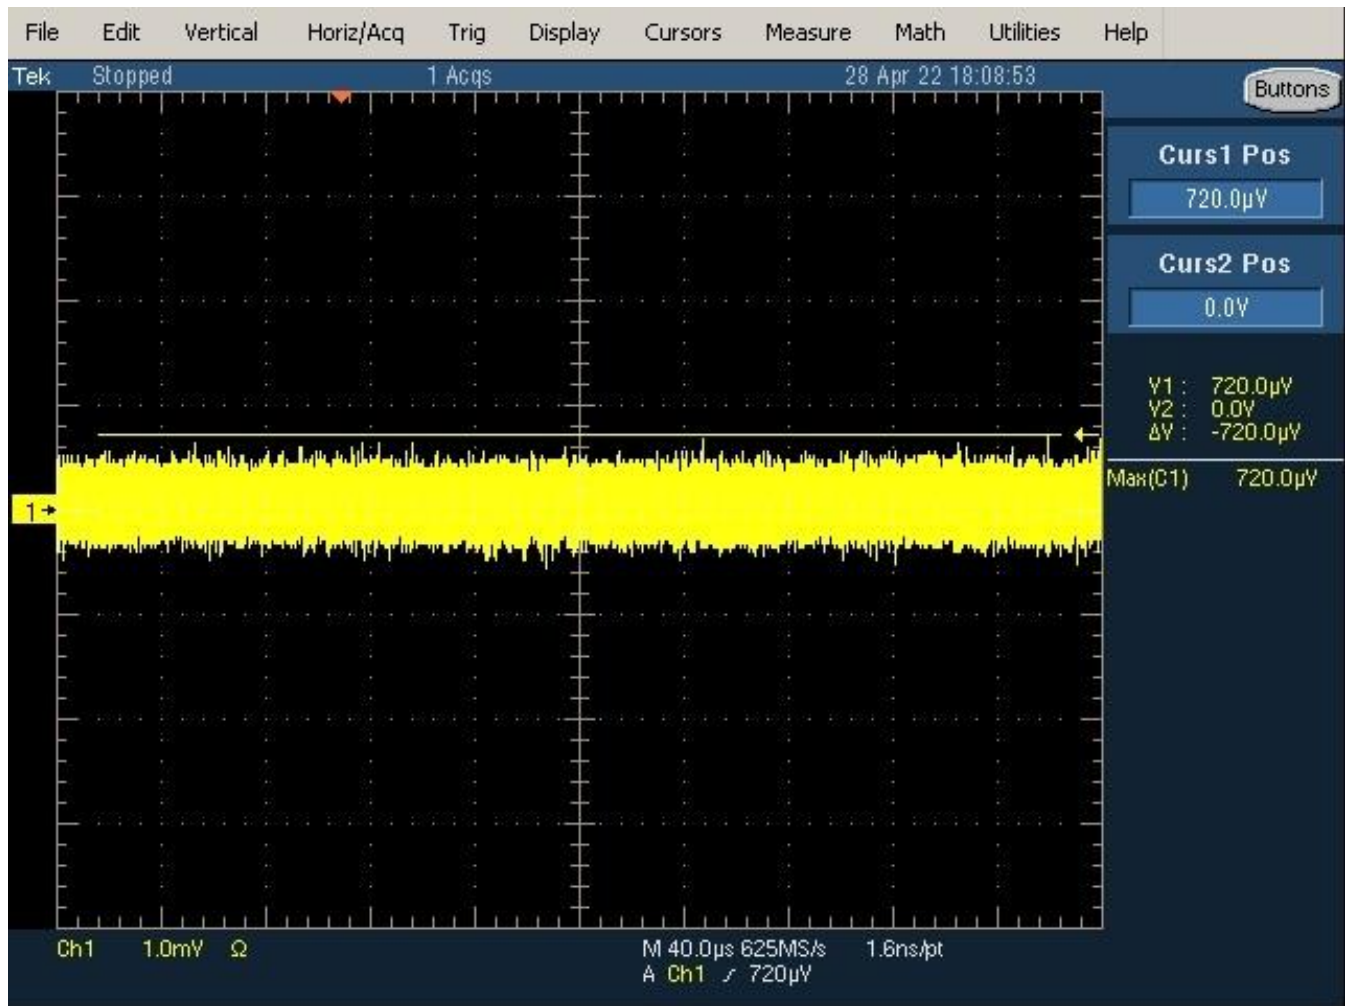 File Edit Vertical Horiz/Acq Trig Display Cursors Measure Math Utilities Help
Tek Stopped 1 Acqs 28 Apr 22 18:08:53
Buttons
Curs1 Pos
720.0µV
Curs2 Pos
0.0V
V1 : 720.0µV
V2 : 0.0V
ΔV : -720.0µV
Max(C1) 720.0µV
1
Ch1 1.0mV Ω M 40.0µs 625MS/s 1.6ns/pt
A Ch1 720µV